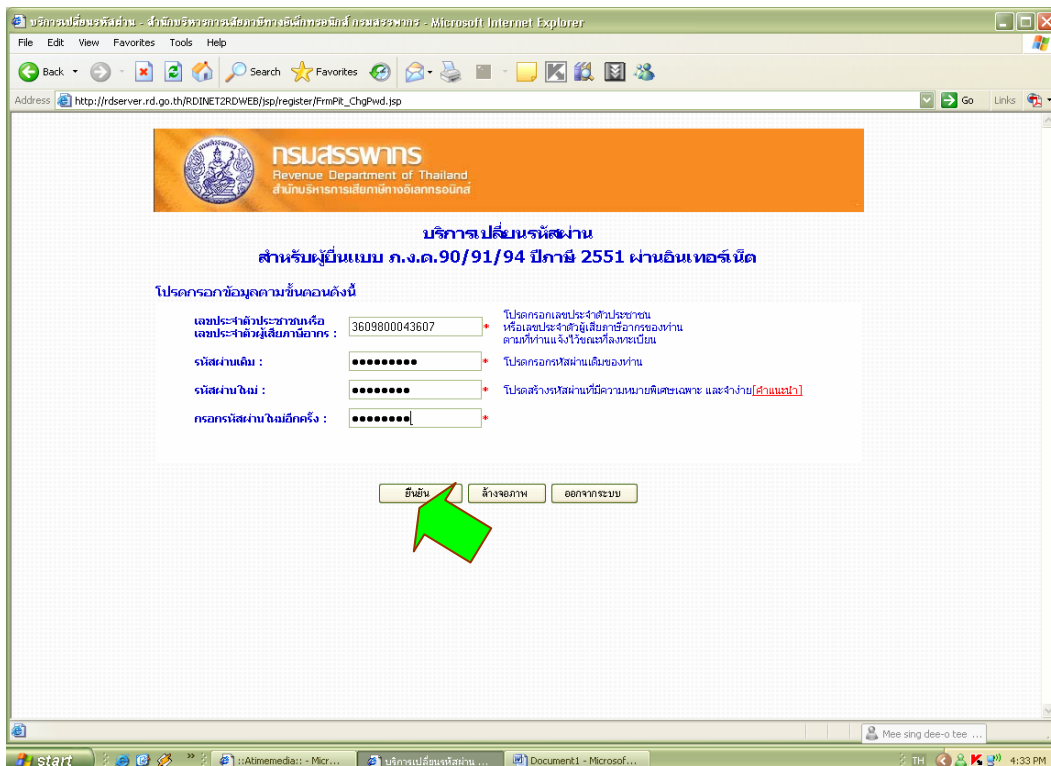 บริการเปลี่ยนรหัสผ่าน - สำนักบริหารการเสียภาษีทางอิเล็กทรอนิกส์ กรมสรรพากร - Microsoft Internet Explorer
File Edit View Favorites Tools Help
Back Search Favorites
Address http://rdserver.rd.go.th/RDINET2RDWEB/jsp/register/FrmPit_ChgPwd.jsp Go Links
กรมสรรพากร
Revenue Department of Thailand
สำนักบริหารการเสียภาษีทางอิเลกทรอนิกส์
บริการเปลี่ยนรหัสผ่าน
สำหรับผู้ยื่นแบบ ภ.ง.ด.90/91/94 ปีภาษี 2551 ผ่านอินเทอร์เน็ต
โปรดกรอกข้อมูลตามขั้นตอนดังนี้
เลขประจำตัวประชาชนหรือ
เลขประจำตัวผู้เสียภาษีอากร :
3609800043607 *
โปรดกรอกเลขประจำตัวประชาชน
หรือเลขประจำตัวผู้เสียภาษีอากรของท่าน
ตามที่ท่านแจ้งไว้ขณะที่ลงทะเบียน
รหัสผ่านเดิม : ••••••••• * โปรดกรอกรหัสผ่านเดิมของท่าน
รหัสผ่านใหม่ : •••••••• * โปรดสร้างรหัสผ่านที่มีความหมายพิเศษเฉพาะ และจำง่าย[คำแนะนำ]
กรอกรหัสผ่านใหม่อีกครั้ง : •••••••• *
ยืนยัน ล้างจอภาพ ออกจากระบบ
Mee sing dee-o tee ...
start ::Atimemedia:: - Micr... บริการเปลี่ยนรหัสผ่าน ... Document1 - Microsof... TH 4:33 PM